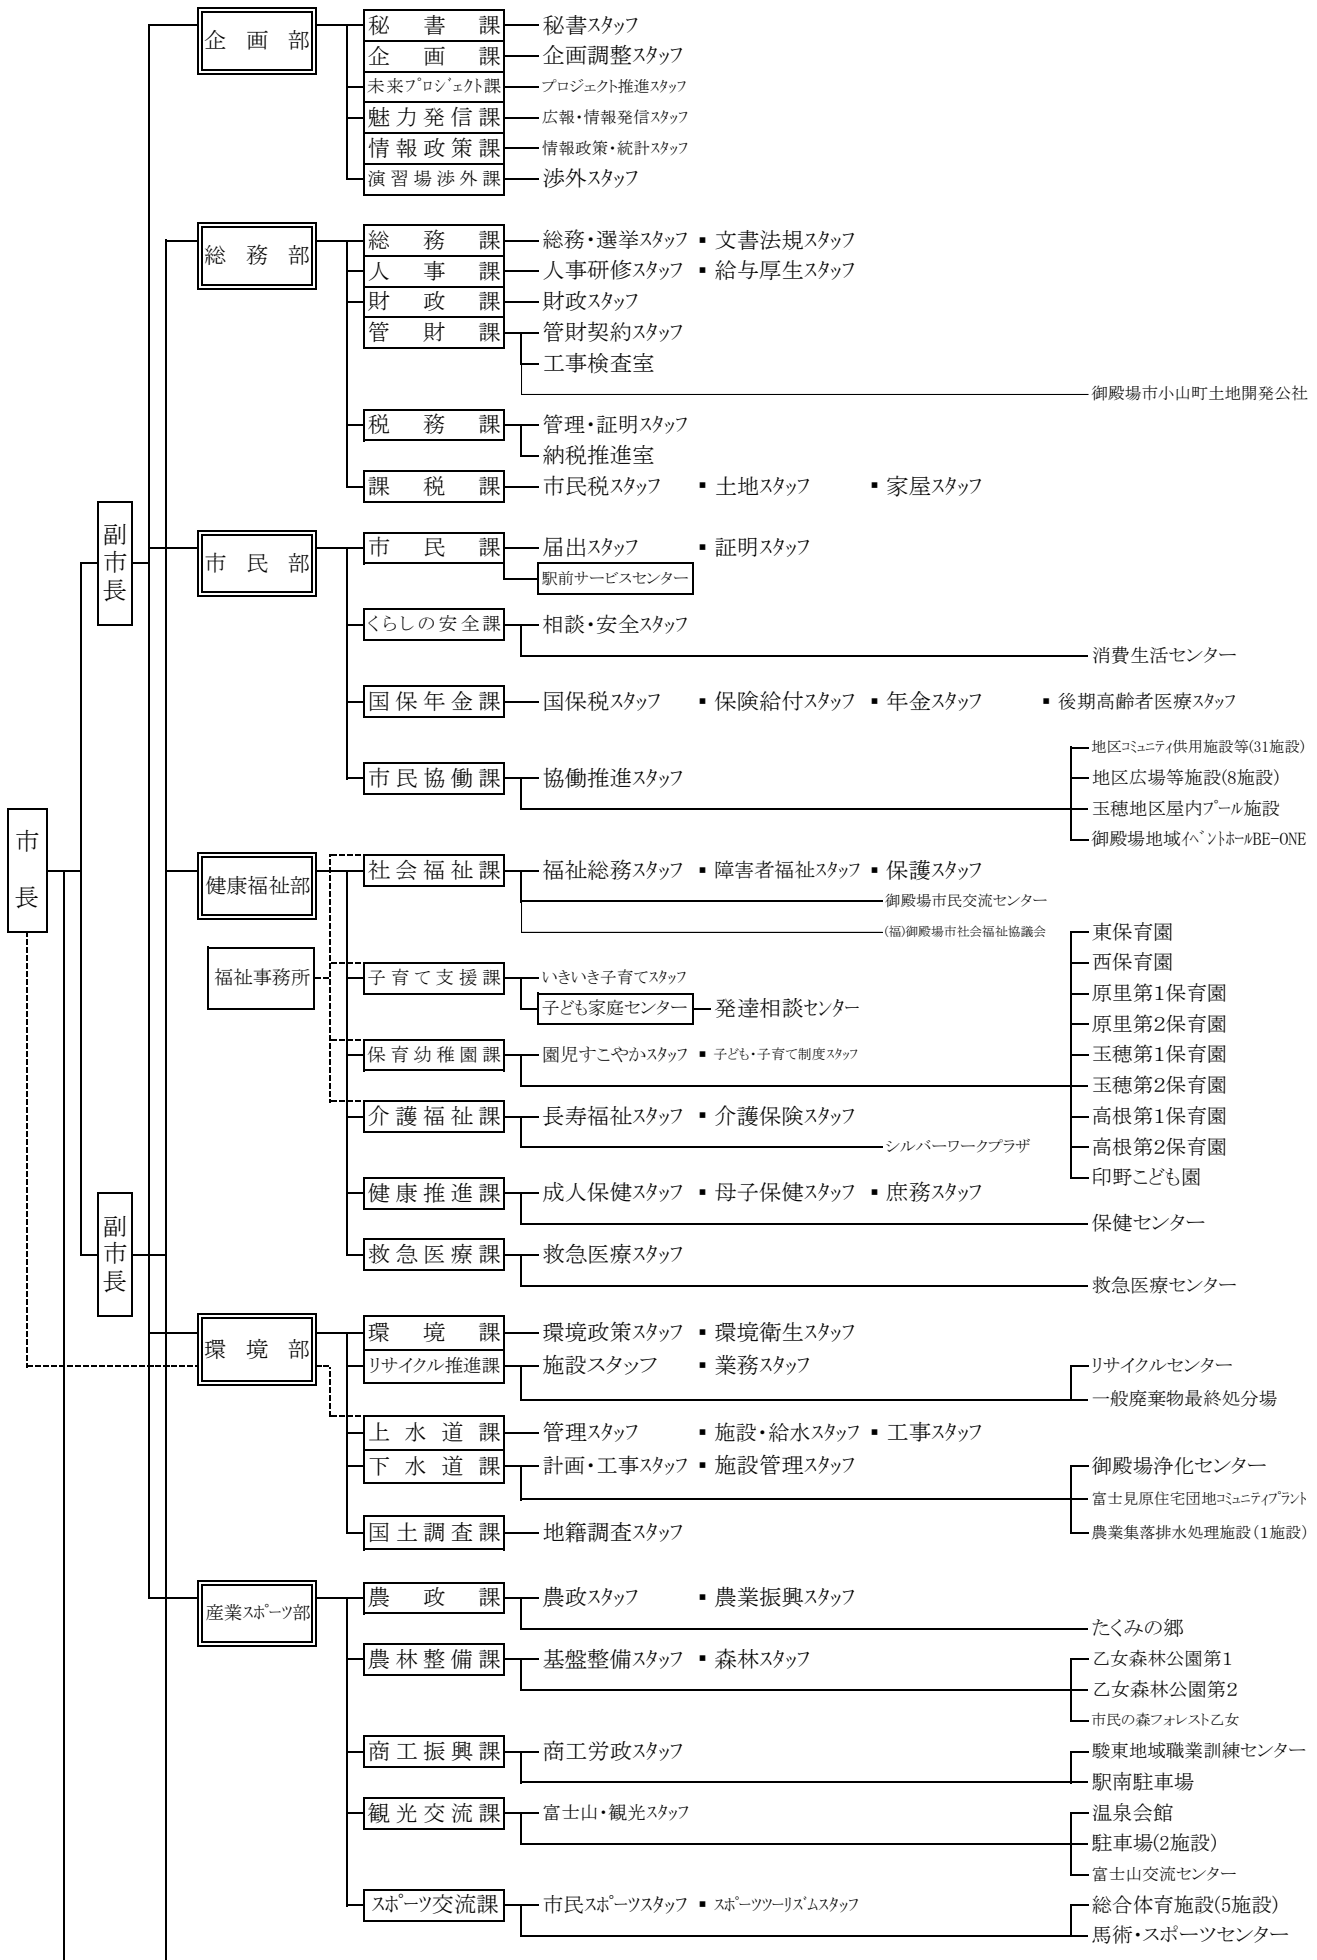 企画部
秘書課 秘書スタッフ
企画課 企画調整スタッフ
未来プロジェクト課 プロジェクト推進スタッフ
魅力発信課 広報・情報発信スタッフ
情報政策課 情報政策・統計スタッフ
演習場渉外課 渉外スタッフ
総務部
総務課 総務・選挙スタッフ ▪ 文書法規スタッフ
人事課 人事研修スタッフ ▪ 給与厚生スタッフ
財政課 財政スタッフ
管財課 管財契約スタッフ
工事検査室
御殿場市小山町土地開発公社
税務課 管理・証明スタッフ
納税推進室
課税課 市民税スタッフ ▪ 土地スタッフ ▪ 家屋スタッフ
副市長
市民部
市民課 届出スタッフ ▪ 証明スタッフ
駅前サービスセンター
くらしの安全課 相談・安全スタッフ
消費生活センター
国保年金課 国保税スタッフ ▪ 保険給付スタッフ ▪ 年金スタッフ ▪ 後期高齢者医療スタッフ
地区コミュニティ供用施設等(31施設)
市民協働課 協働推進スタッフ 地区広場等施設(8施設)
玉穂地区屋内プール施設
御殿場地域イベントホールBE-ONE
市長
健康福祉部
社会福祉課 福祉総務スタッフ ▪ 障害者福祉スタッフ ▪ 保護スタッフ
御殿場市民交流センター
(福)御殿場市社会福祉協議会 東保育園
西保育園
福祉事務所
子育て支援課 いきいき子育てスタッフ
原里第1保育園
子ども家庭センター 発達相談センター
原里第2保育園
保育幼稚園課 園児すこやかスタッフ ▪ 子ども・子育て制度スタッフ 玉穂第1保育園
玉穂第2保育園
介護福祉課 長寿福祉スタッフ ▪ 介護保険スタッフ 高根第1保育園
シルバーワークプラザ 高根第2保育園
印野こども園
健康推進課 成人保健スタッフ ▪ 母子保健スタッフ ▪ 庶務スタッフ
保健センター
副市長
救急医療課 救急医療スタッフ
救急医療センター
環境部
環境課 環境政策スタッフ ▪ 環境衛生スタッフ
リサイクル推進課 施設スタッフ ▪ 業務スタッフ リサイクルセンター
一般廃棄物最終処分場
上水道課 管理スタッフ ▪ 施設・給水スタッフ ▪ 工事スタッフ
下水道課 計画・工事スタッフ ▪ 施設管理スタッフ 御殿場浄化センター
富士見原住宅団地コミュニティプラント
国土調査課 地籍調査スタッフ 農業集落排水処理施設(1施設)
産業スポーツ部
農政課 農政スタッフ ▪ 農業振興スタッフ
たくみの郷
農林整備課 基盤整備スタッフ ▪ 森林スタッフ 乙女森林公園第1
乙女森林公園第2
市民の森フォレスト乙女
商工振興課 商工労政スタッフ 駿東地域職業訓練センター
駅南駐車場
観光交流課 富士山・観光スタッフ 温泉会館
駐車場(2施設)
富士山交流センター
スポーツ交流課 市民スポーツスタッフ ▪ スポーツツーリズムスタッフ 総合体育施設(5施設)
馬術・スポーツセンター